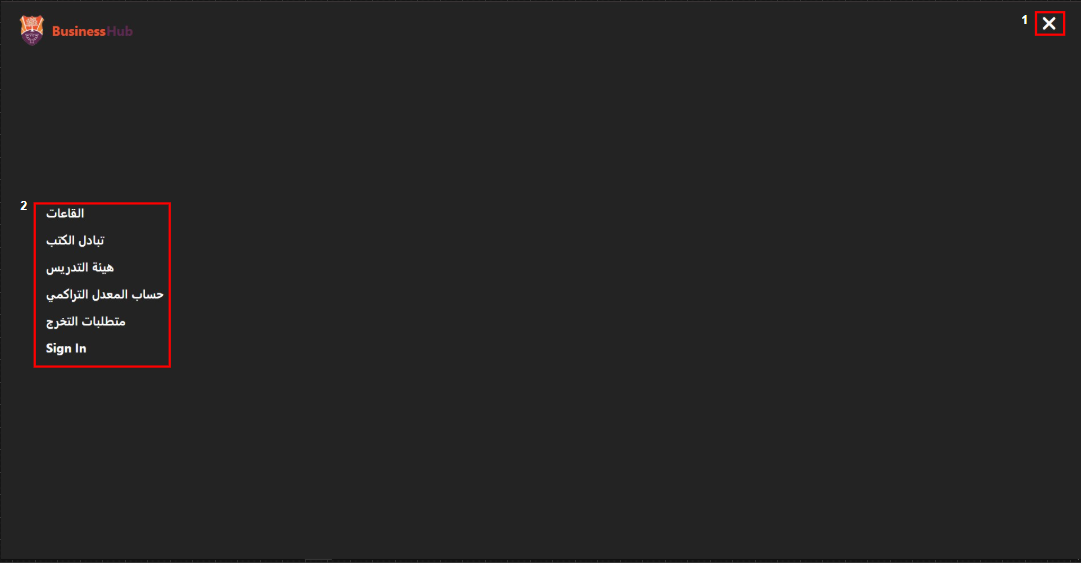 BusinessHub
1
2
القاعات
تبادل الكتب
هيئة التدريس
حساب المعدل التراكمي
متطلبات التخرج
Sign In